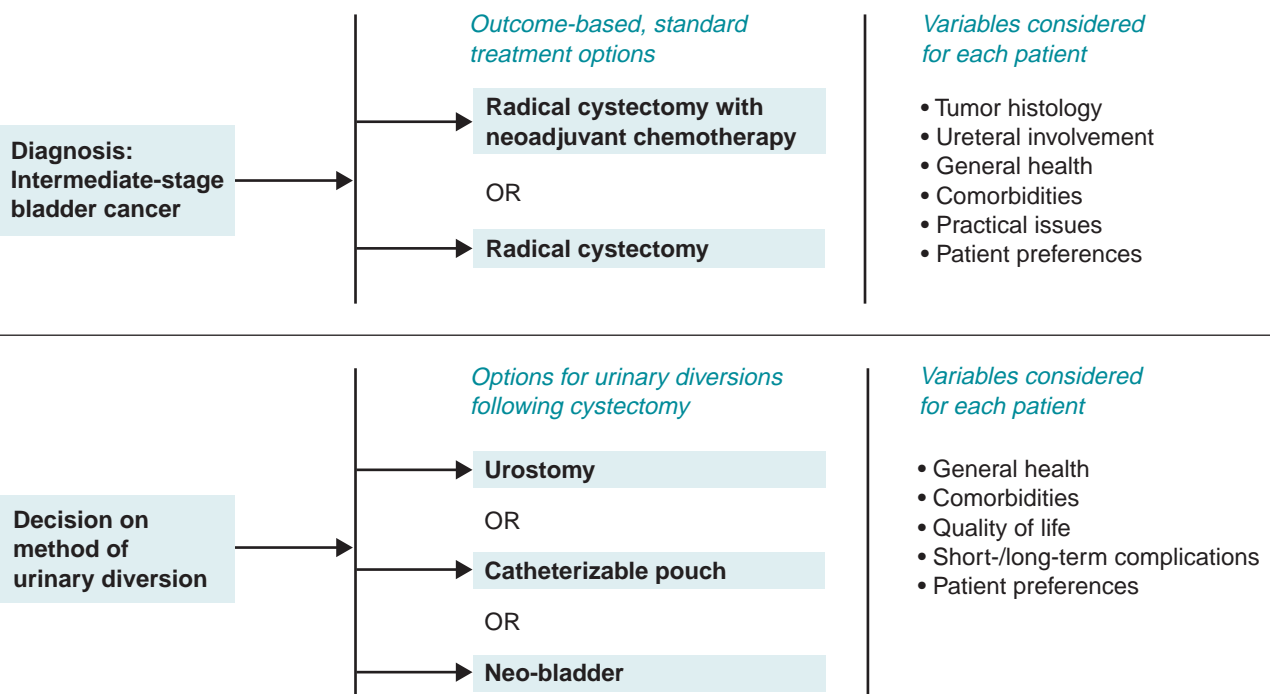 Outcome-based, standard
treatment options
Variables considered
for each patient
Diagnosis:
Intermediate-stage
bladder cancer
Radical cystectomy with
neoadjuvant chemotherapy
OR
Radical cystectomy
• Tumor histology
• Ureteral involvement
• General health
• Comorbidities
• Practical issues
• Patient preferences
Options for urinary diversions
following cystectomy
Variables considered
for each patient
Decision on
method of
urinary diversion
Urostomy
OR
Catheterizable pouch
OR
Neo-bladder
• General health
• Comorbidities
• Quality of life
• Short-/long-term complications
• Patient preferences